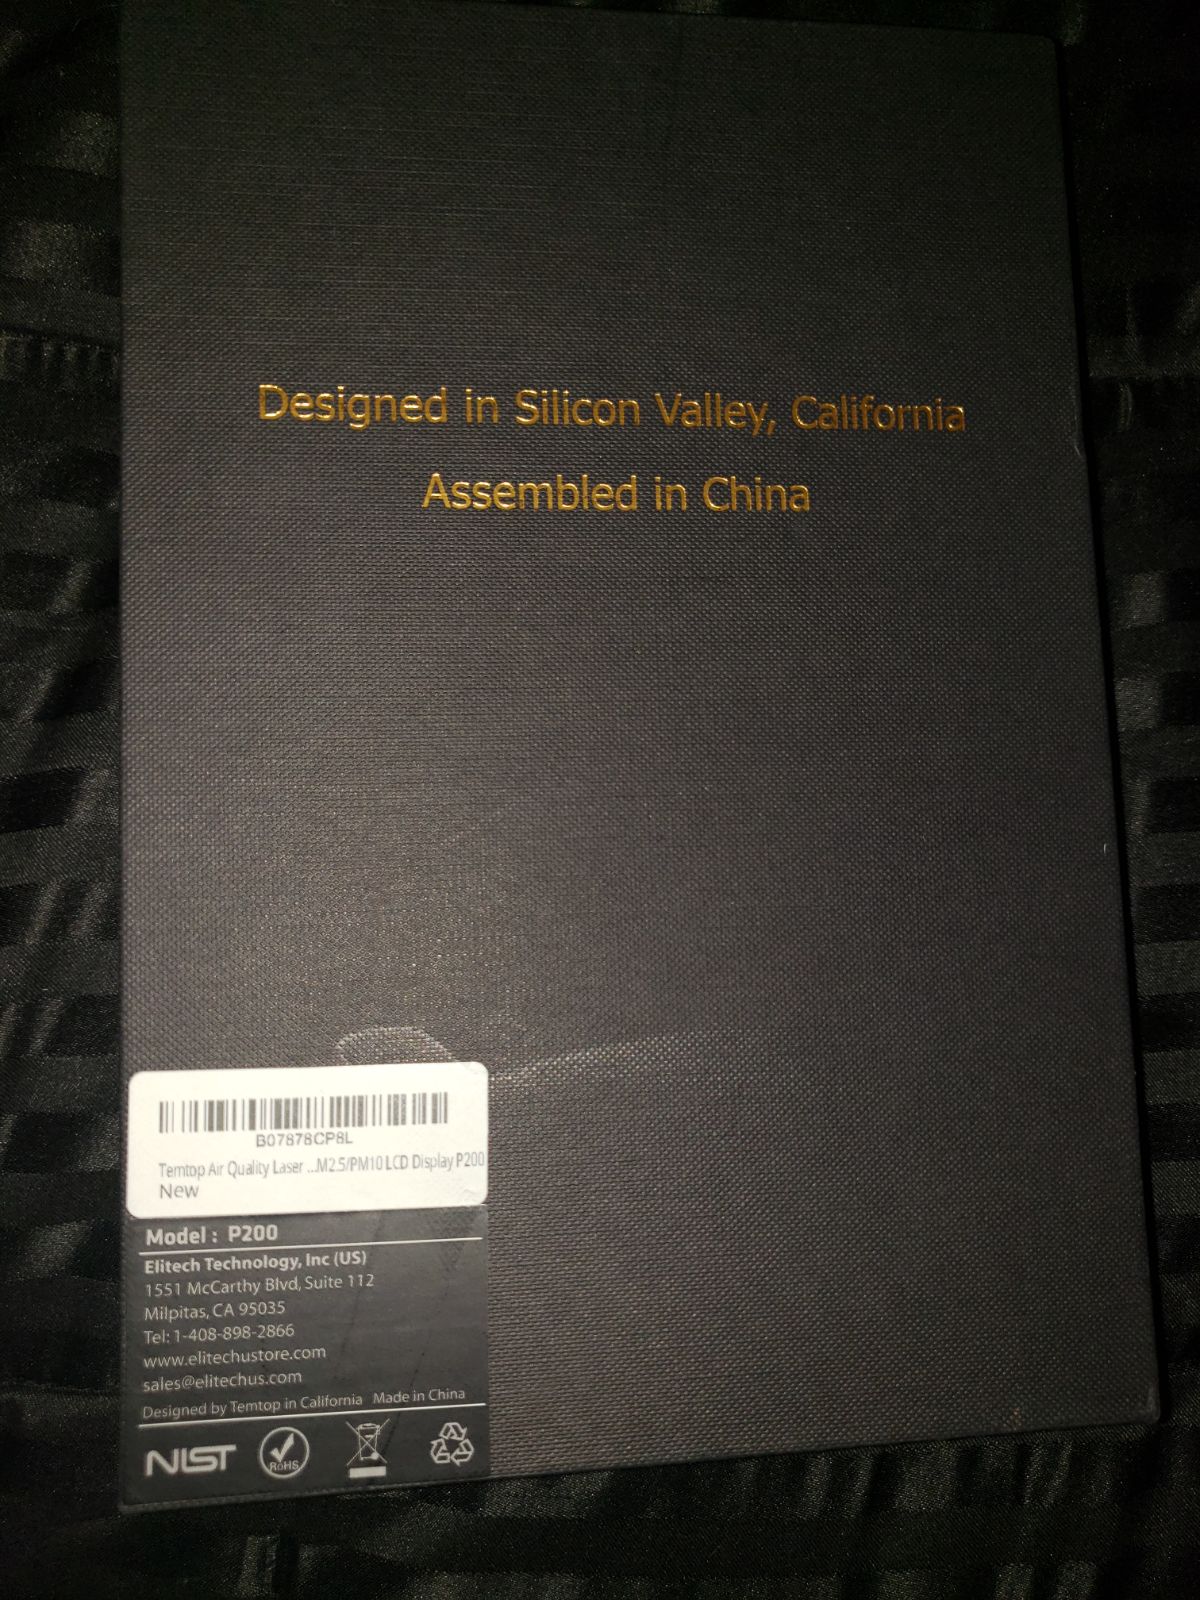 Designed in Silicon Valley, California
Assembled in China
B07878CP8L
Temtop Air Quality Laser ...M2.5/PM10 LCD Display P200
New
Model : P200
Elitech Technology, Inc (US)
1551 McCarthy Blvd, Suite 112
Milpitas, CA 95035
Tel: 1-408-898-2866
www.elitechustore.com
sales@elitechus.com
Designed by Temtop in California Made in China
NIST RoHS